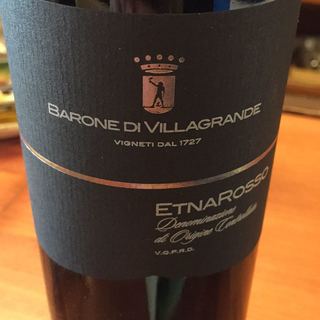 BARONE DI VILLAGRANDE
VIGNETI DAL 1727
ETNAROSSO
Denominazione
di Origine Controllata
V.Q.P.R.D.